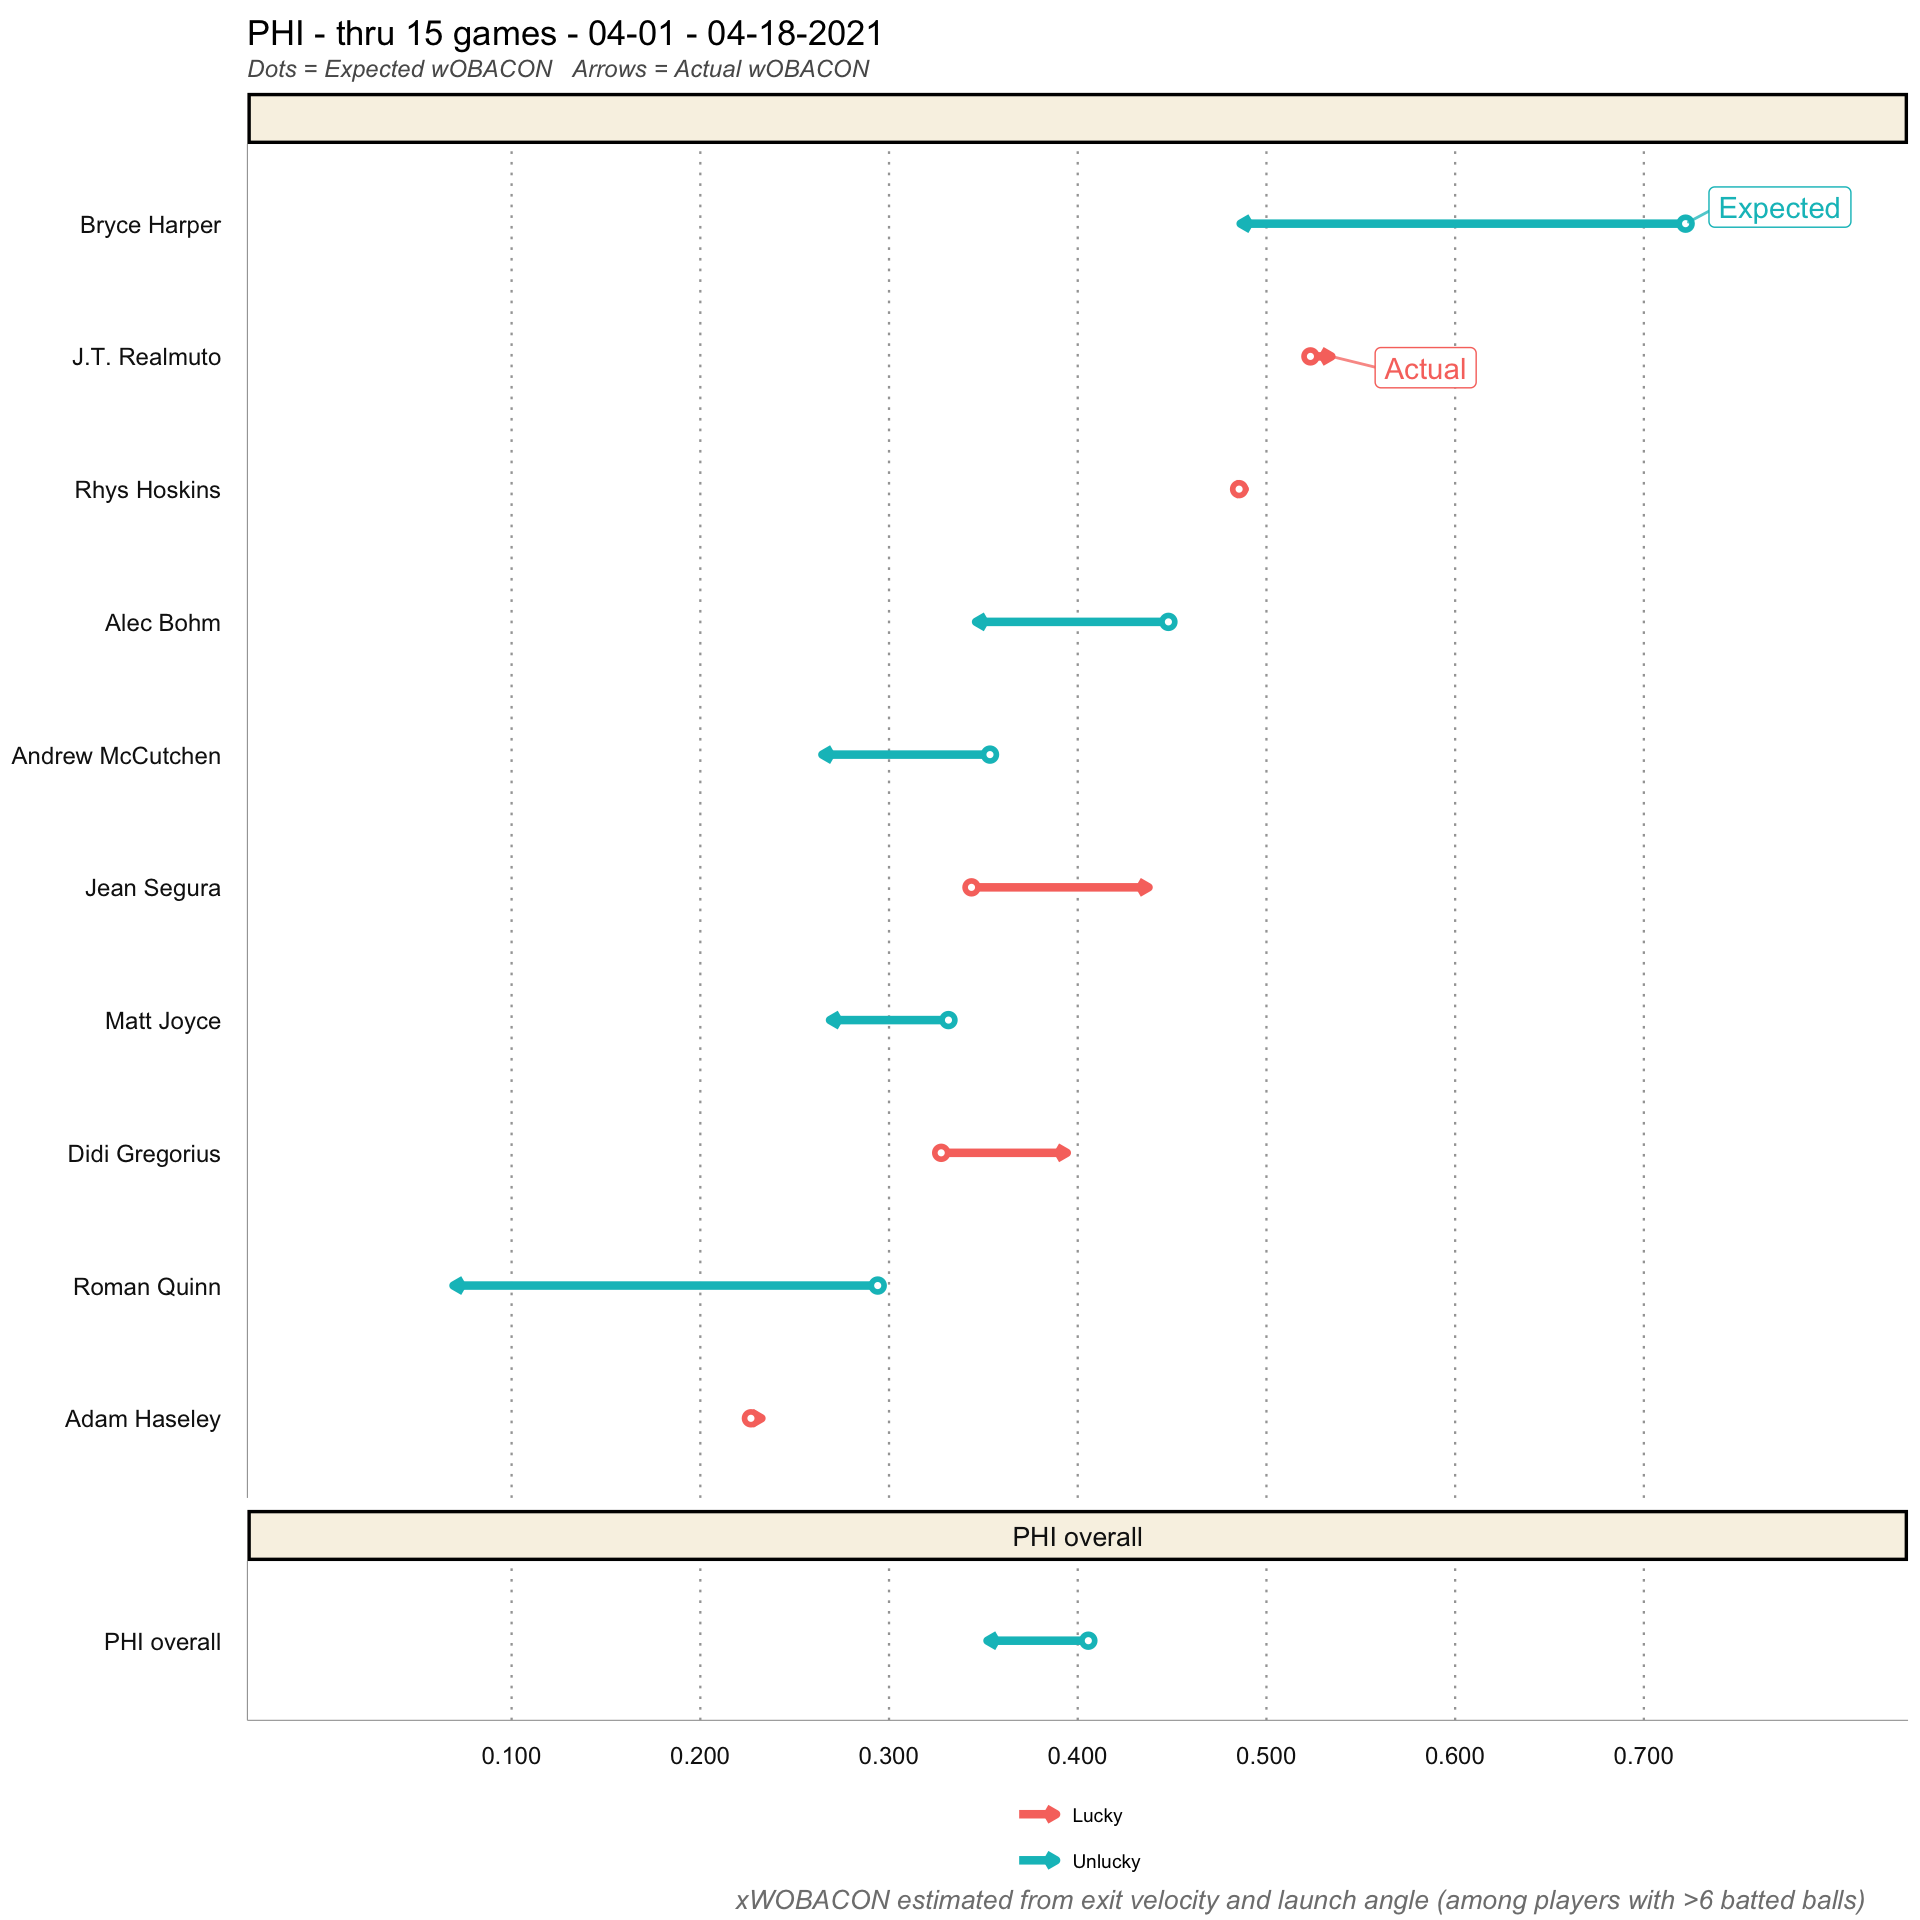 PHI - thru 15 games - 04-01 - 04-18-2021
Dots = Expected wOBACON   Arrows = Actual wOBACON
Bryce Harper
Expected
J.T. Realmuto
Actual
Rhys Hoskins
Alec Bohm
Andrew McCutchen
Jean Segura
Matt Joyce
Didi Gregorius
Roman Quinn
Adam Haseley
PHI overall
PHI overall
0.100 0.200 0.300 0.400 0.500 0.600 0.700
Lucky
Unlucky
xWOBACON estimated from exit velocity and launch angle (among players with >6 batted balls)